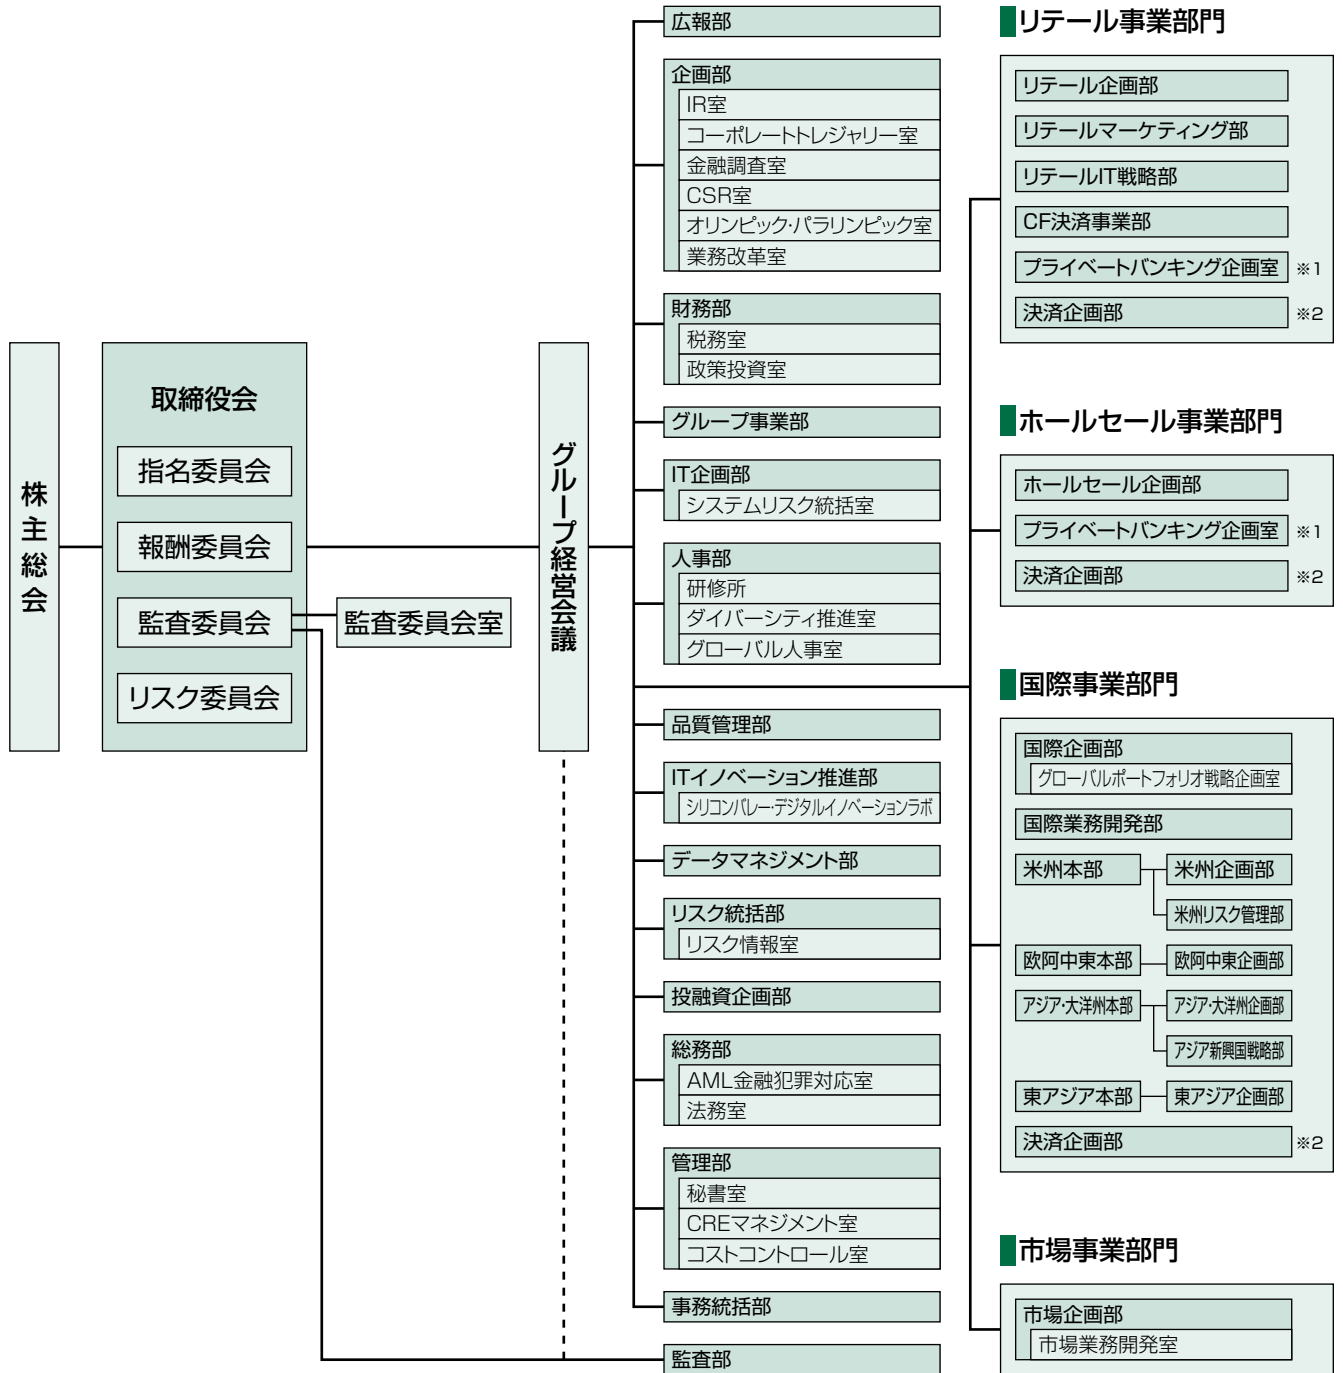 株主総会
取締役会
指名委員会
報酬委員会
監査委員会
リスク委員会
監査委員会室
グループ経営会議
広報部
企画部
IR室
コーポレートトレジャリー室
金融調査室
CSR室
オリンピック・パラリンピック室
業務改革室
財務部
税務室
政策投資室
グループ事業部
IT企画部
システムリスク統括室
人事部
研修所
ダイバーシティ推進室
グローバル人事室
品質管理部
ITイノベーション推進部
シリコンバレー・デジタルイノベーションラボ
データマネジメント部
リスク統括部
リスク情報室
投融資企画部
総務部
AML金融犯罪対応室
法務室
管理部
秘書室
CREマネジメント室
コストコントロール室
事務統括部
監査部
リテール事業部門
リテール企画部
リテールマーケティング部
リテールIT戦略部
CF決済事業部
プライベートバンキング企画室 ※1
決済企画部 ※2
ホールセール事業部門
ホールセール企画部
プライベートバンキング企画室 ※1
決済企画部 ※2
国際事業部門
国際企画部
グローバルポートフォリオ戦略企画室
国際業務開発部
米州本部 米州企画部
米州リスク管理部
欧阿中東本部 欧阿中東企画部
アジア・大洋州本部 アジア・大洋州企画部
アジア新興国戦略部
東アジア本部 東アジア企画部
決済企画部 ※2
市場事業部門
市場企画部
市場業務開発室